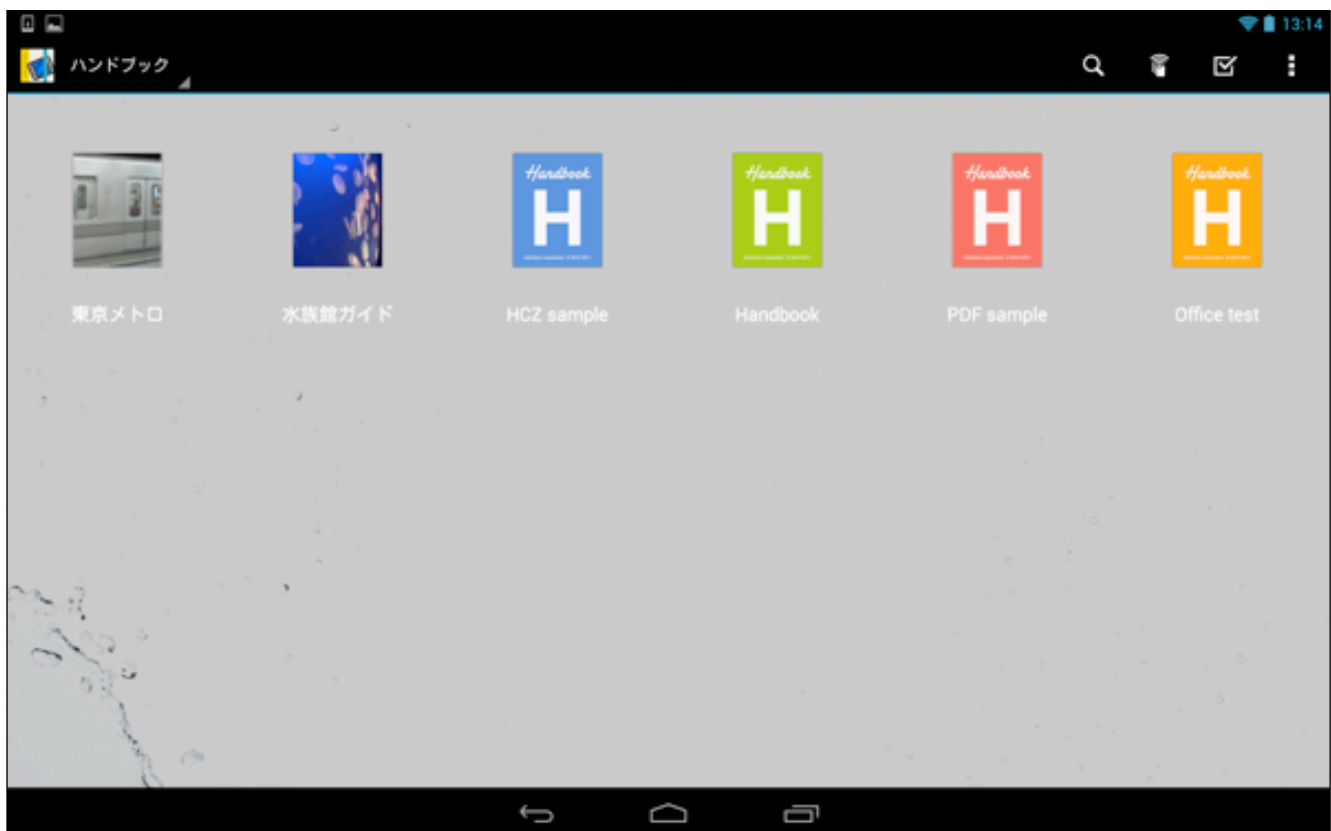 13:14
ハンドブック
Handbook
H
Handbook
H
Handbook
H
Handbook
H
東京メトロ
水族館ガイド
HCZ sample
Handbook
PDF sample
Office test